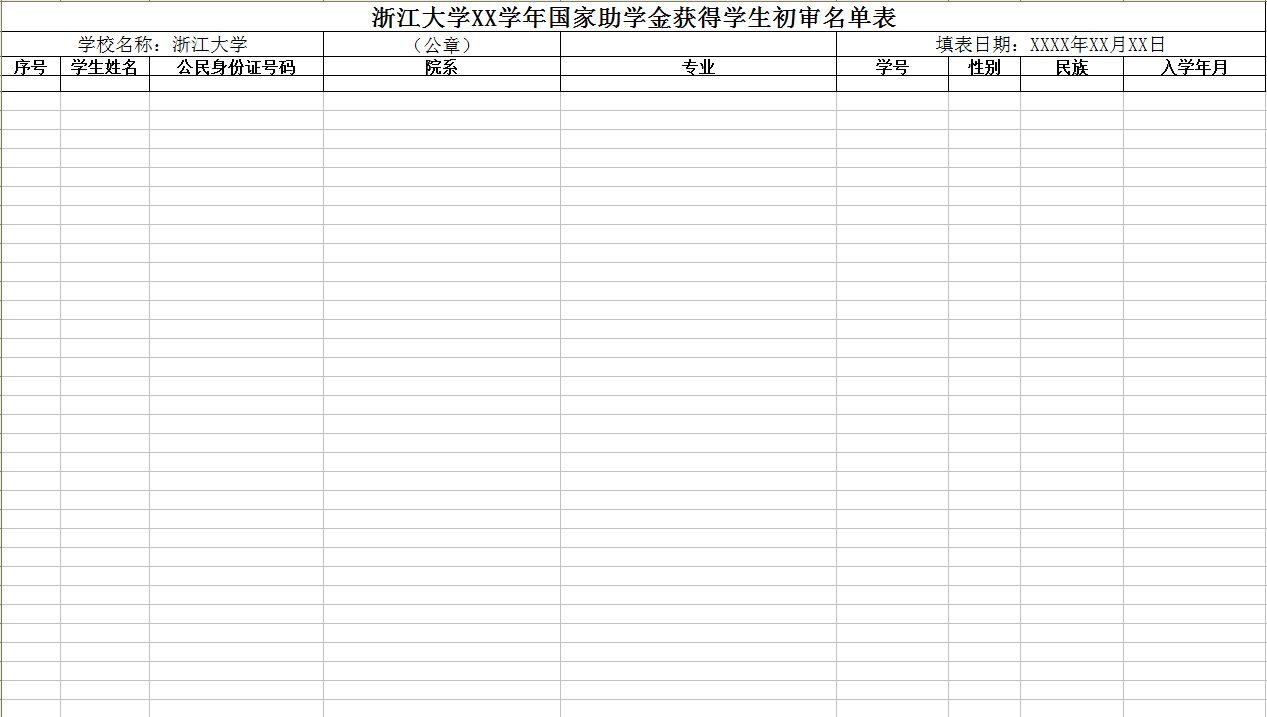 浙江大学XX学年国家助学金获得学生初审名单表
学校名称：浙江大学 （公章） 填表日期：XXXX年XX月XX日
序号 学生姓名 公民身份证号码 院系 专业 学号 性别 民族 入学年月